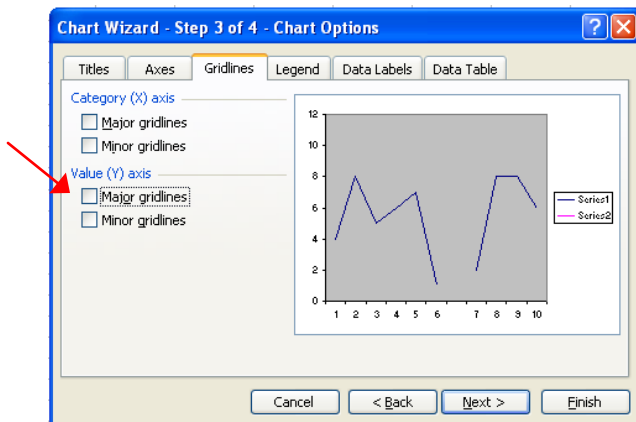 Chart Wizard - Step 3 of 4 - Chart Options
Titles Axes Gridlines Legend Data Labels Data Table
Category (X) axis
Major gridlines
Minor gridlines
Value (Y) axis
Major gridlines
Minor gridlines
12
10
8
6
4
2
0
1 2 3 4 5 6 7 8 9 10
Series1
Series2
Cancel < Back Next > Finish